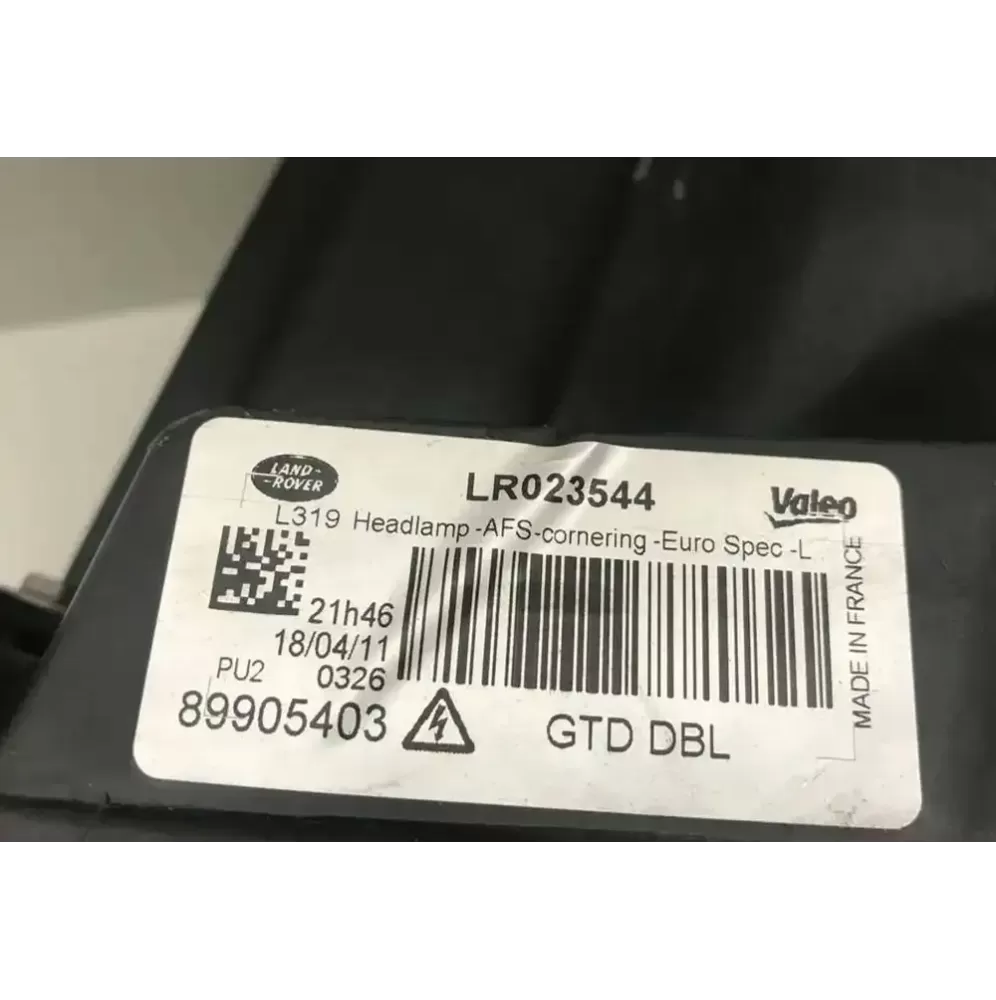 LAND-
-ROVER
LR023544
Valeo
L319 Headlamp -AFS-cornering -Euro Spec -L
21h46
18/04/11
PU2 0326
89905403
GTD DBL
MADE IN FRANCE